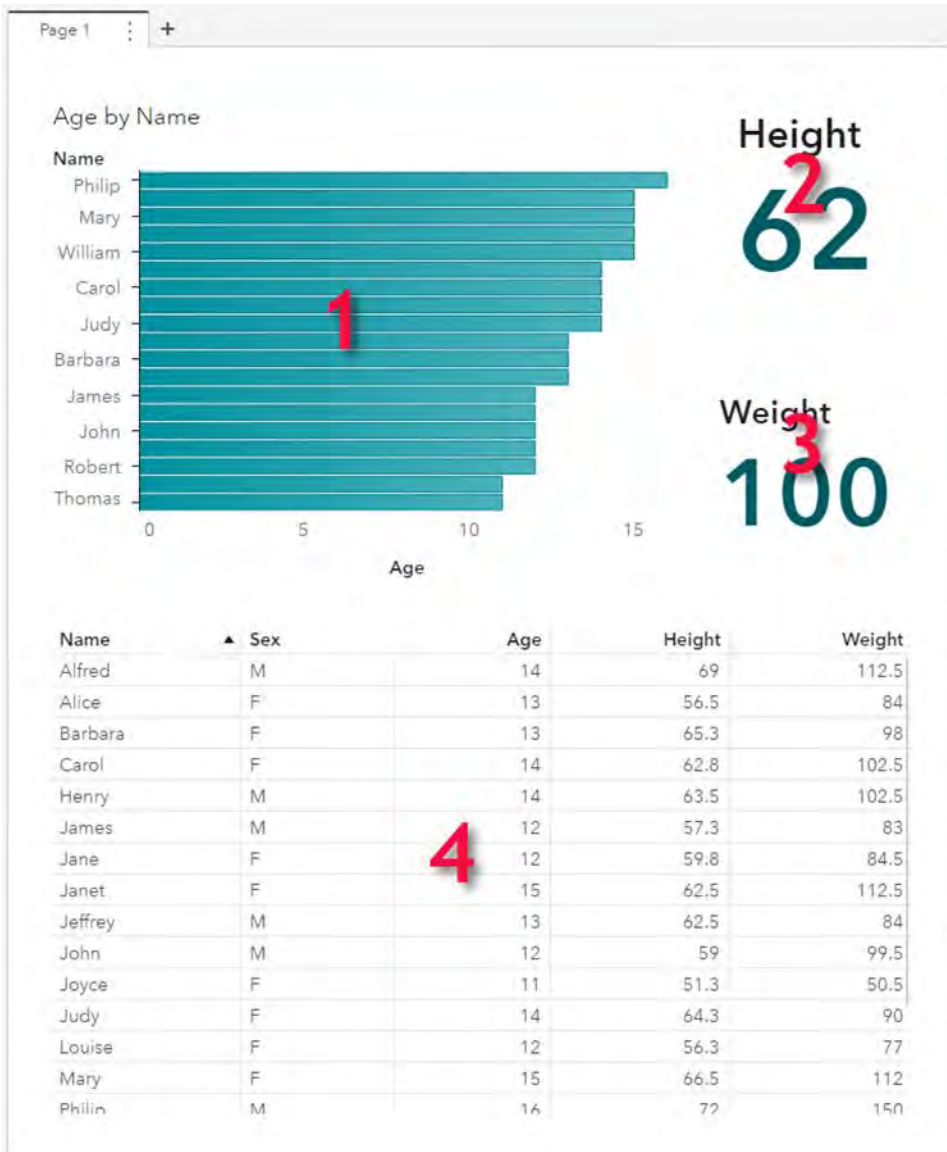 Page 1 ⋮ +
Age by Name
Name
Philip
Mary
William
Carol
Judy
Barbara
James
John
Robert
Thomas
0 5 10 15
Age
1
Height
2
62
Weight
3
100
Name ▲ Sex Age Height Weight
Alfred M 14 69 112.5
Alice F 13 56.5 84
Barbara F 13 65.3 98
Carol F 14 62.8 102.5
Henry M 14 63.5 102.5
James M 12 57.3 83
Jane F 12 59.8 84.5
4
Janet F 15 62.5 112.5
Jeffrey M 13 62.5 84
John M 12 59 99.5
Joyce F 11 51.3 50.5
Judy F 14 64.3 90
Louise F 12 56.3 77
Mary F 15 66.5 112
Philip M 16 72 150